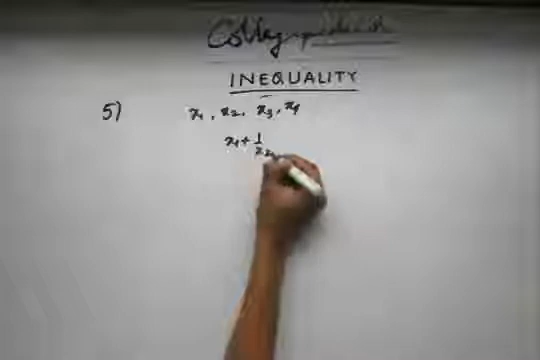 INEQUALITY
5) x₁, x₂, x₃, x₄
x₁ + 1/x₂